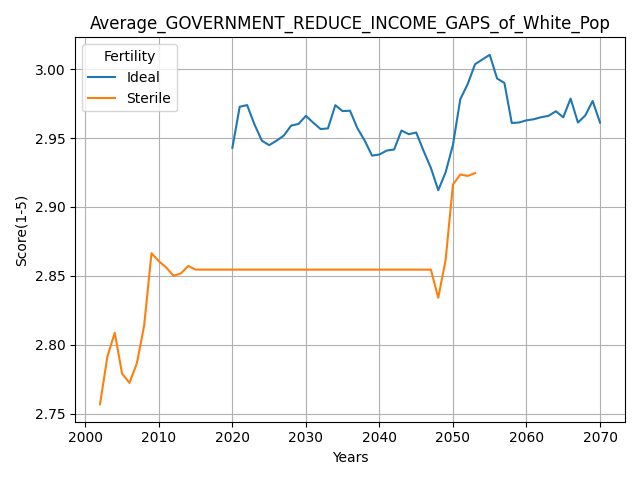 Average_GOVERNMENT_REDUCE_INCOME_GAPS_of_White_Pop
Fertility
Ideal
Sterile
Score(1-5)
3.00
2.95
2.90
2.85
2.80
2.75
2000 2010 2020 2030 2040 2050 2060 2070
Years